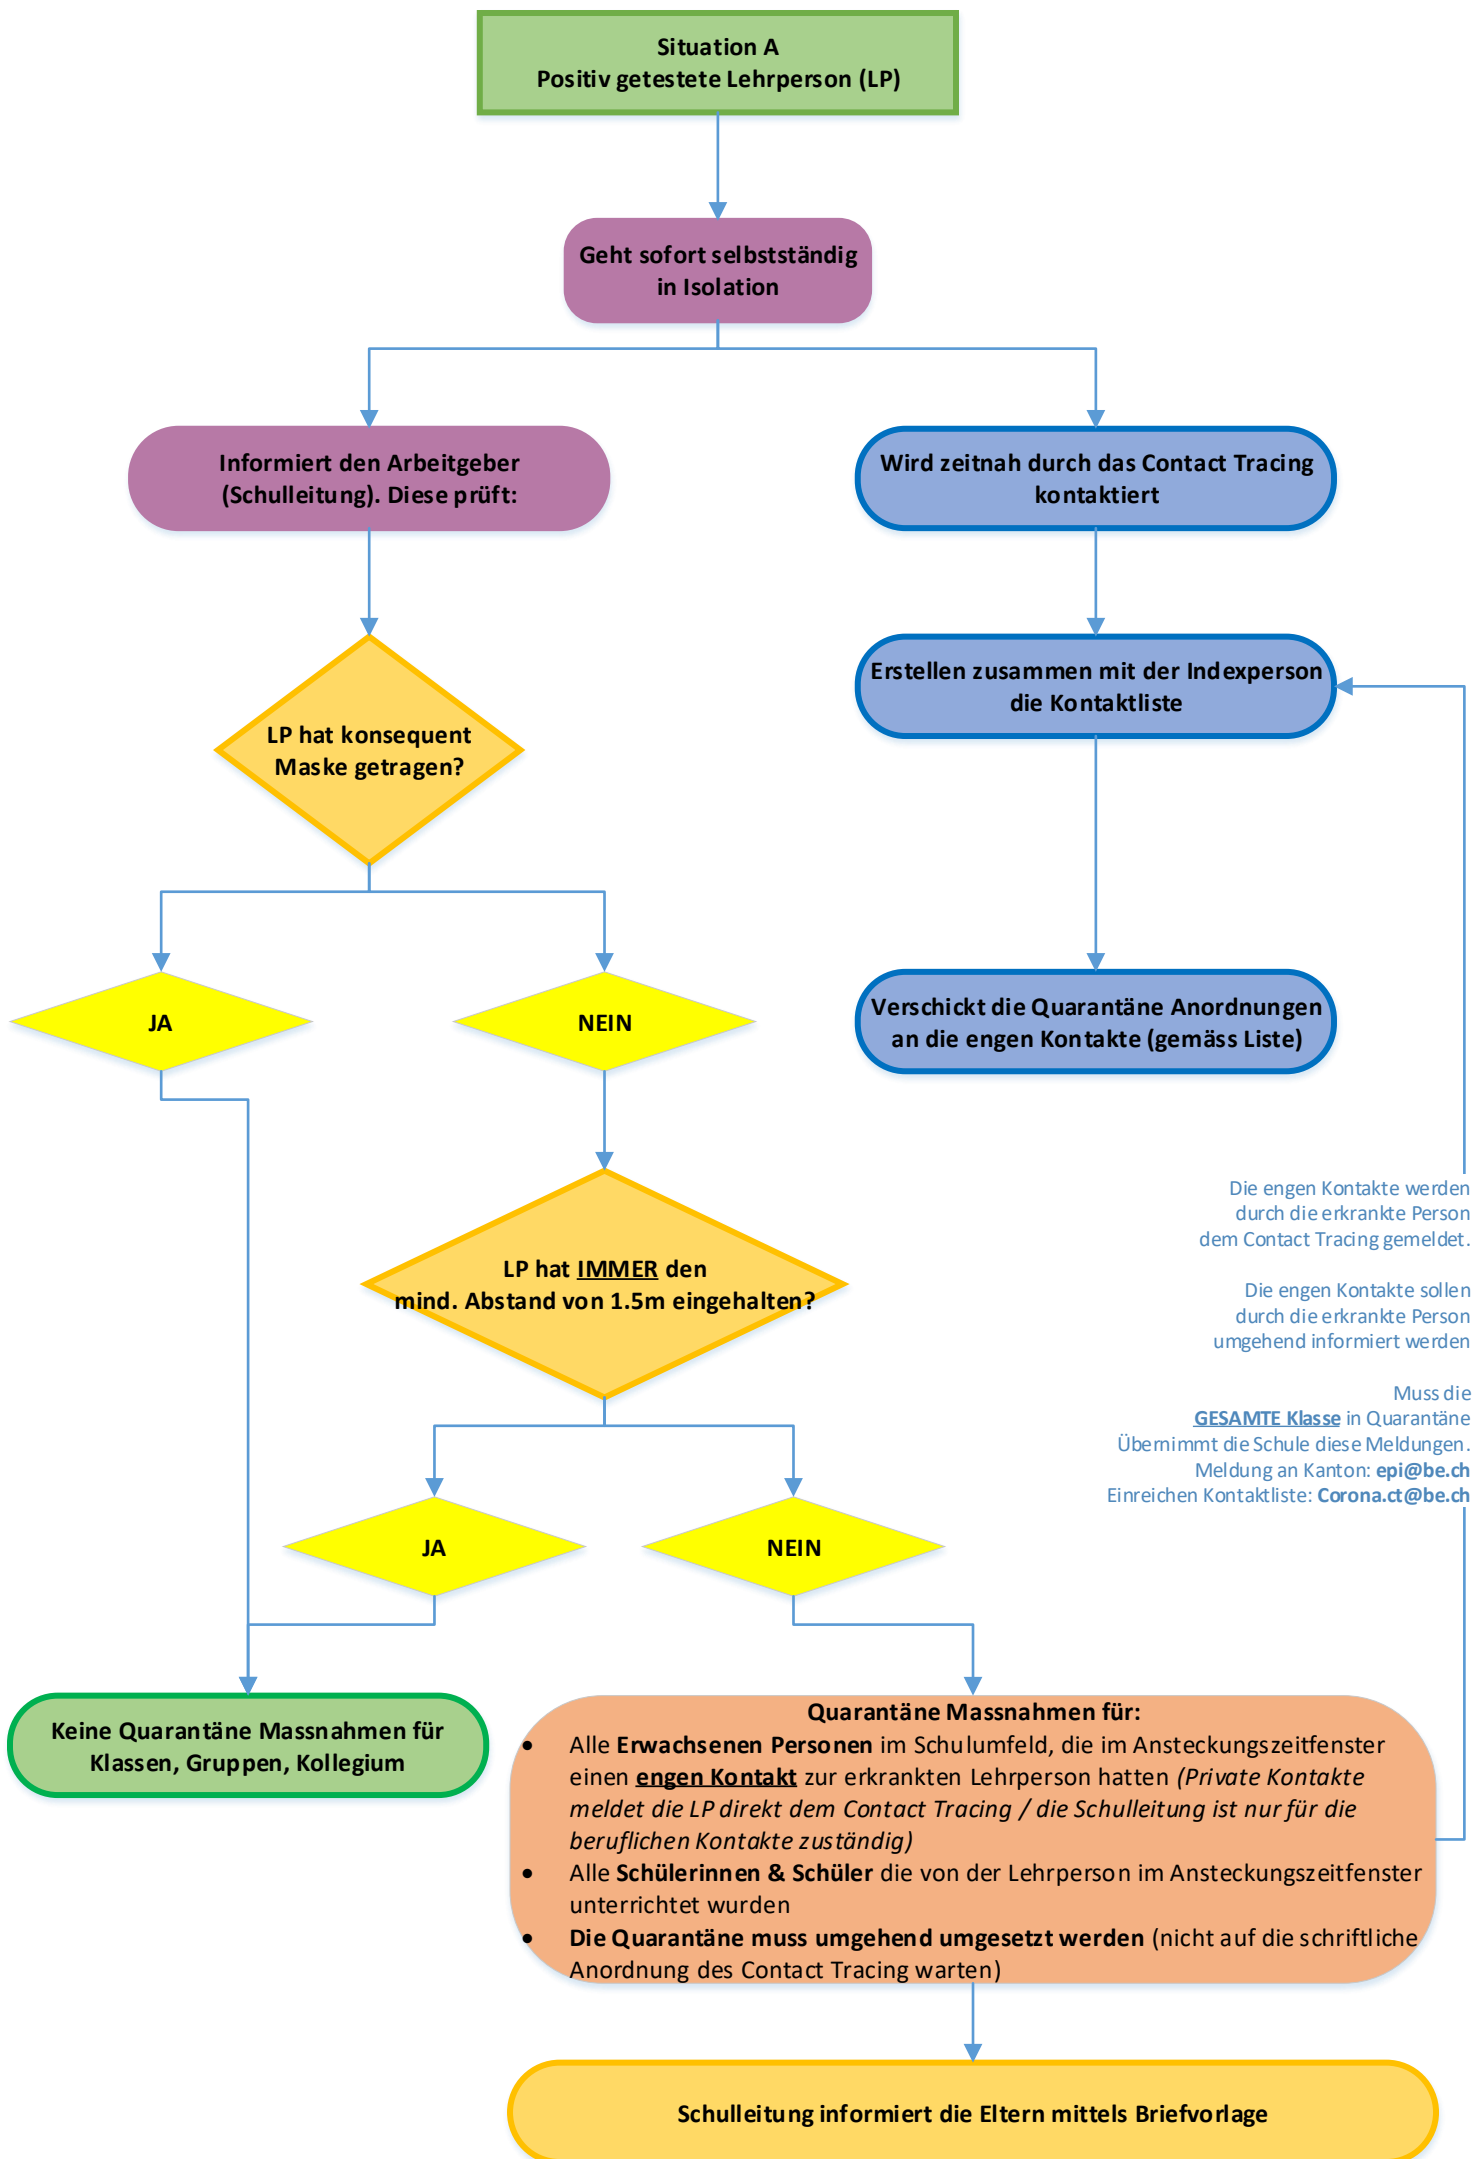 Situation A
Positiv getestete Lehrperson (LP)
Geht sofort selbstständig
in Isolation
Informiert den Arbeitgeber
(Schulleitung). Diese prüft:
Wird zeitnah durch das Contact Tracing
kontaktiert
Erstellen zusammen mit der Indexperson
die Kontaktliste
LP hat konsequent
Maske getragen?
JA
NEIN
Verschickt die Quarantäne Anordnungen
an die engen Kontakte (gemäss Liste)
Die engen Kontakte werden
durch die erkrankte Person
dem Contact Tracing gemeldet.
Die engen Kontakte sollen
durch die erkrankte Person
umgehend informiert werden
Muss die
GESAMTE Klasse in Quarantäne
Übernimmt die Schule diese Meldungen.
Meldung an Kanton: epi@be.ch
Einreichen Kontaktliste: Corona.ct@be.ch
LP hat IMMER den
mind. Abstand von 1.5m eingehalten?
JA
NEIN
Keine Quarantäne Massnahmen für
Klassen, Gruppen, Kollegium
Quarantäne Massnahmen für:
• Alle Erwachsenen Personen im Schulumfeld, die im Ansteckungszeitfenster
einen engen Kontakt zur erkrankten Lehrperson hatten (Private Kontakte
meldet die LP direkt dem Contact Tracing / die Schulleitung ist nur für die
beruflichen Kontakte zuständig)
• Alle Schülerinnen & Schüler die von der Lehrperson im Ansteckungszeitfenster
unterrichtet wurden
• Die Quarantäne muss umgehend umgesetzt werden (nicht auf die schriftliche
Anordnung des Contact Tracing warten)
Schulleitung informiert die Eltern mittels Briefvorlage